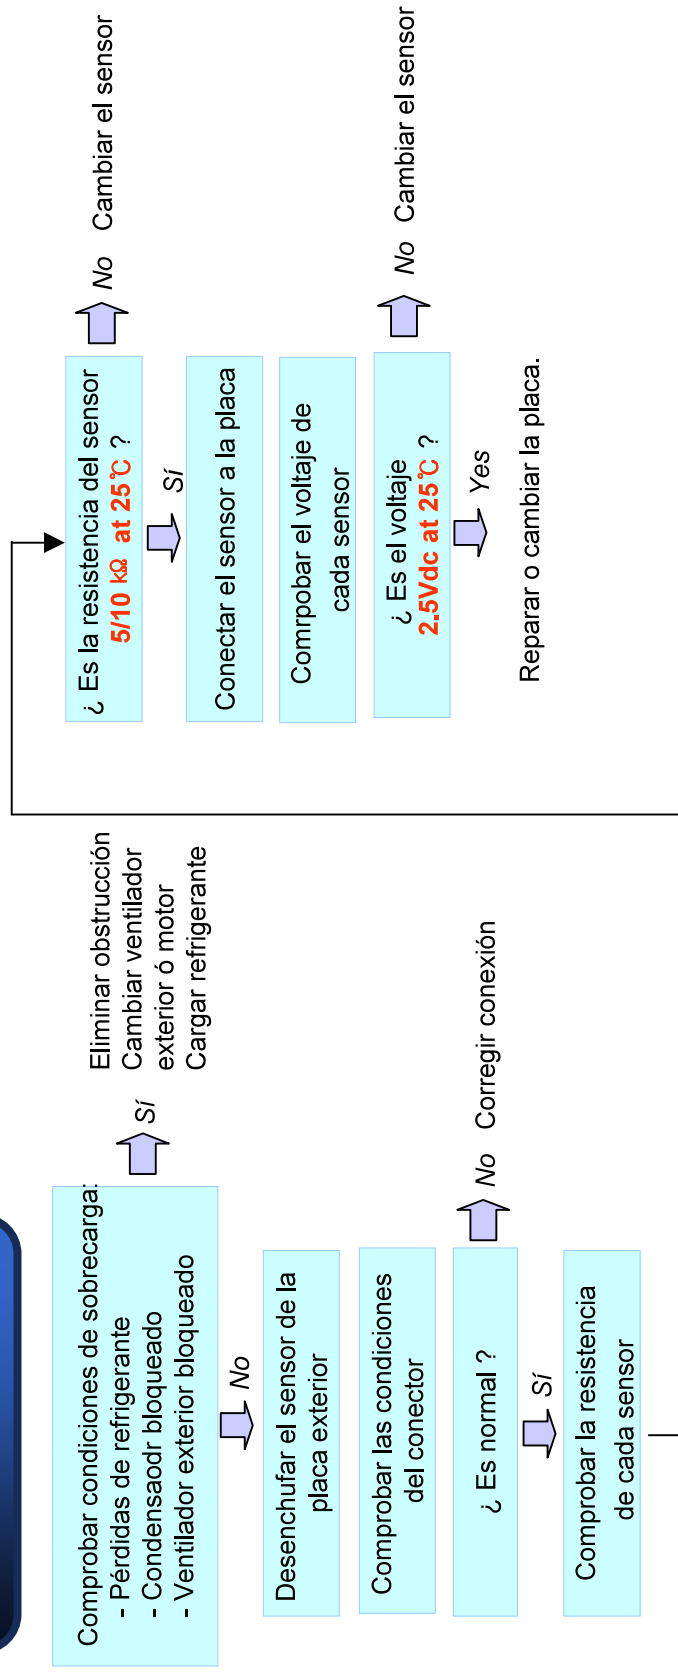 Comprobar condiciones de sobrecarga:
- Pérdidas de refrigerante
- Condensaodr bloqueado
- Ventilador exterior bloqueado
Sí
Eliminar obstrucción
Cambiar ventilador
exterior ó motor
Cargar refrigerante
No
Desenchufar el sensor de la
placa exterior
Comprobar las condiciones
del conector
¿ Es normal ?
No Corregir conexión
Sí
Comprobar la resistencia
de cada sensor
¿ Es la resistencia del sensor
5/10 kΩ at 25℃ ?
No Cambiar el sensor
Sí
Conectar el sensor a la placa
Comrpobar el voltaje de
cada sensor
¿ Es el voltaje
2.5Vdc at 25℃ ?
No Cambiar el sensor
Yes
Reparar o cambiar la placa.